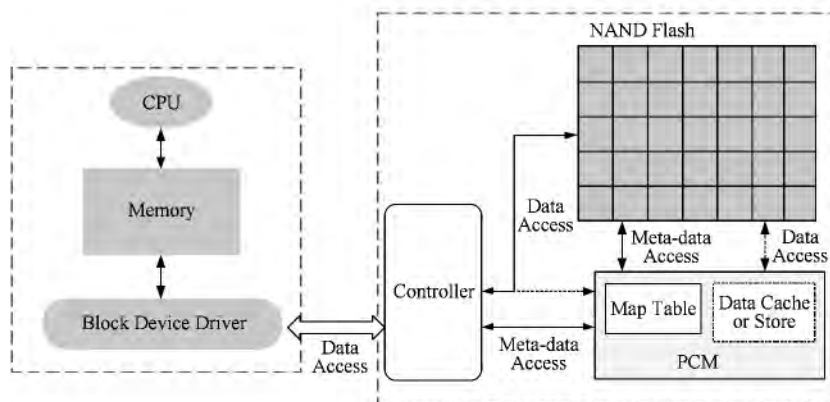 NAND Flash
CPU
Memory
Block Device Driver
Data
Access
Controller
Data
Access
Meta-data
Access
Meta-data
Access
Data
Access
Map Table
Data Cache
or Store
PCM